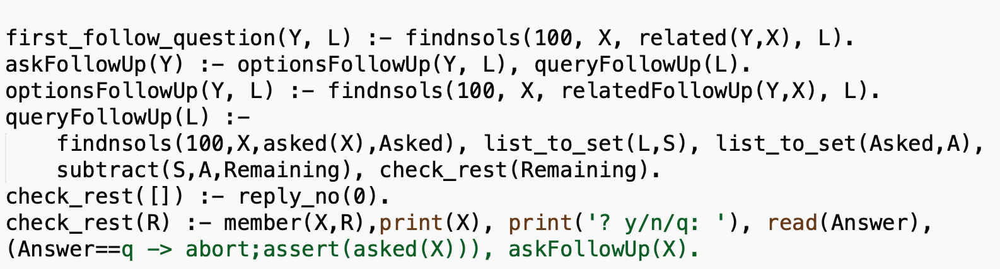 first_follow_question(Y, L) :- findnsols(100, X, related(Y,X), L).
askFollowUp(Y) :- optionsFollowUp(Y, L), queryFollowUp(L).
optionsFollowUp(Y, L) :- findnsols(100, X, relatedFollowUp(Y,X), L).
queryFollowUp(L) :-
    findnsols(100,X,asked(X),Asked), list_to_set(L,S), list_to_set(Asked,A),
    subtract(S,A,Remaining), check_rest(Remaining).
check_rest([]) :- reply_no(0).
check_rest(R) :- member(X,R),print(X), print('? y/n/q: '), read(Answer),
(Answer==q -> abort;assert(asked(X))), askFollowUp(X).